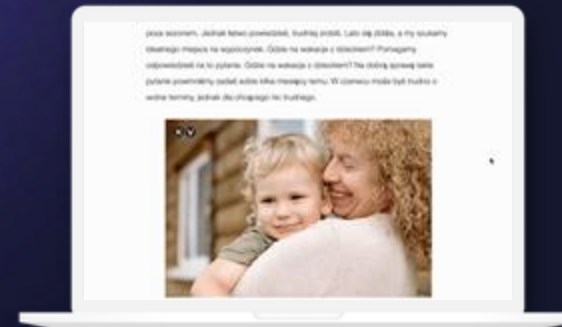 poza sezonem. Jednak łatwo powiedzieć, trudniej zrobić. Lato się zbliża, a my szukamy
idealnego miejsca na wypoczynek. Gdzie na wakacje z dzieckiem? Pomagamy
odpowiedzieć na to pytanie. Gdzie na wakacje z dzieckiem? Na dobrą sprawę takie
pytanie powinniśmy zadać sobie kilka miesięcy temu. W czerwcu może być trudno o
wolne terminy, jednak dla chcącego nic trudnego.